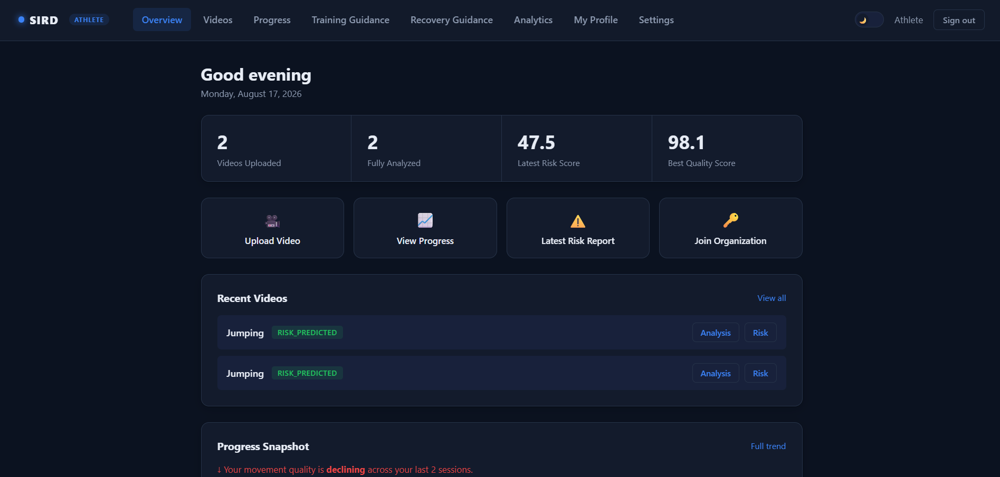 SIRD ATHLETE Overview Videos Progress Training Guidance Recovery Guidance Analytics My Profile Settings Athlete Sign out
Good evening
Monday, August 17, 2026
2 2 47.5 98.1
Videos Uploaded Fully Analyzed Latest Risk Score Best Quality Score
Upload Video View Progress Latest Risk Report Join Organization
Recent Videos View all
Jumping RISK_PREDICTED Analysis Risk
Jumping RISK_PREDICTED Analysis Risk
Progress Snapshot Full trend
↓ Your movement quality is declining across your last 2 sessions.